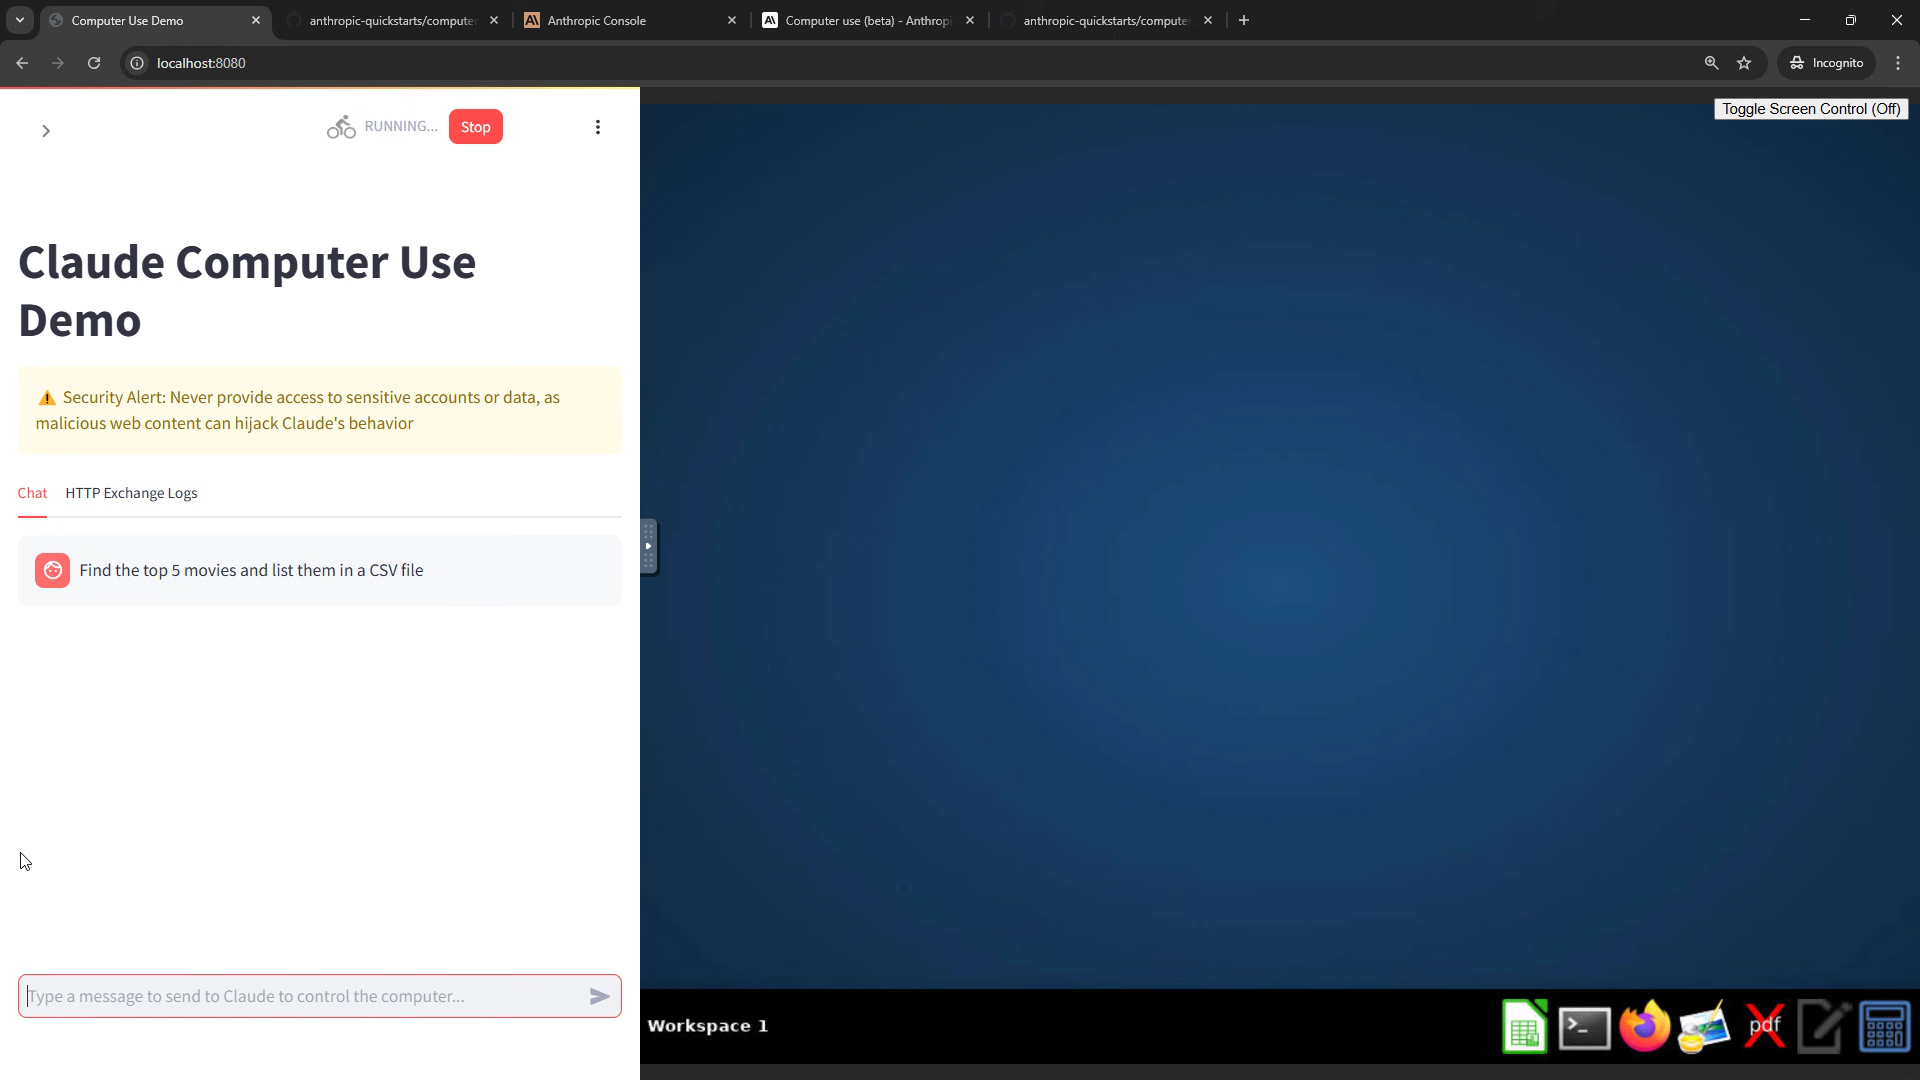 Computer Use Demo
anthropic-quickstarts/computer
Anthropic Console
Computer use (beta) - Anthropi
anthropic-quickstarts/compute
localhost:8080
Incognito
RUNNING...
Stop
Toggle Screen Control (Off)
Claude Computer Use
Demo
Security Alert: Never provide access to sensitive accounts or data, as
malicious web content can hijack Claude's behavior
Chat
HTTP Exchange Logs
Find the top 5 movies and list them in a CSV file
Type a message to send to Claude to control the computer...
Workspace 1
pdf